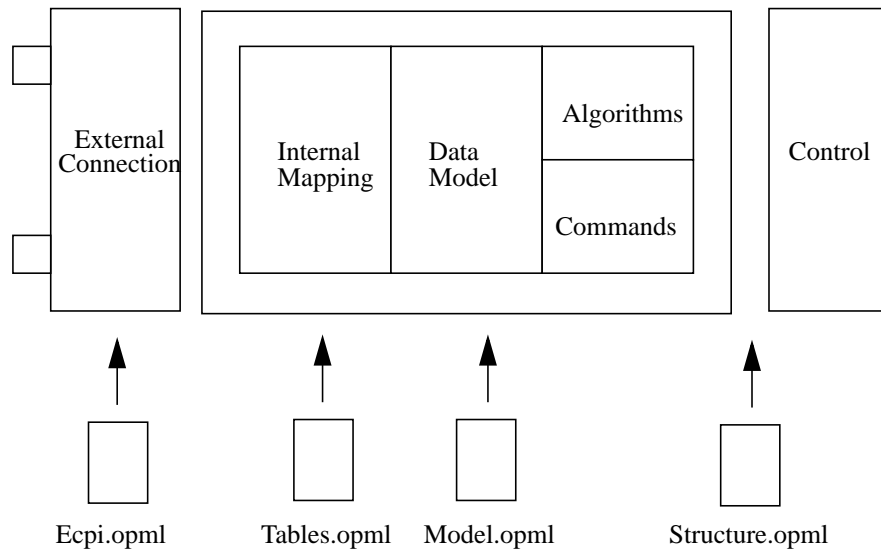 External
Connection
Internal
Mapping
Data
Model
Algorithms
Commands
Control
Ecpi.opml
Tables.opml
Model.opml
Structure.opml